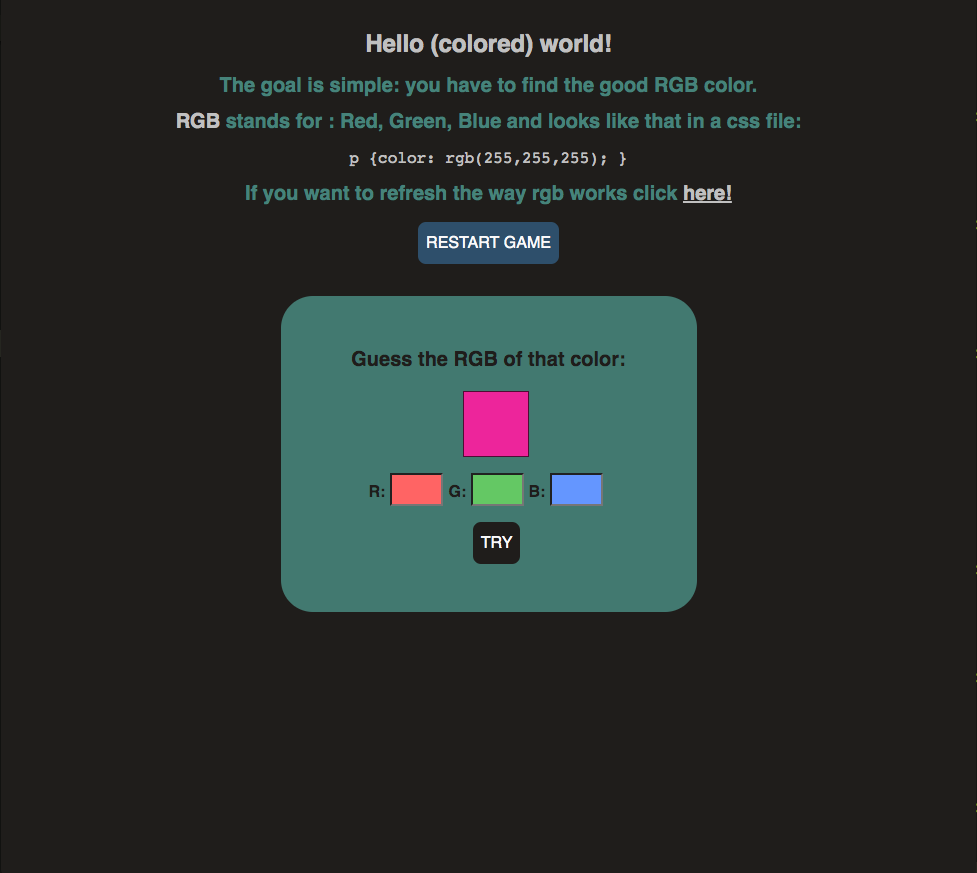 Hello (colored) world!
The goal is simple: you have to find the good RGB color.
RGB stands for : Red, Green, Blue and looks like that in a css file:
p {color: rgb(255,255,255); }
If you want to refresh the way rgb works click here!
RESTART GAME
Guess the RGB of that color:
R: G: B:
TRY